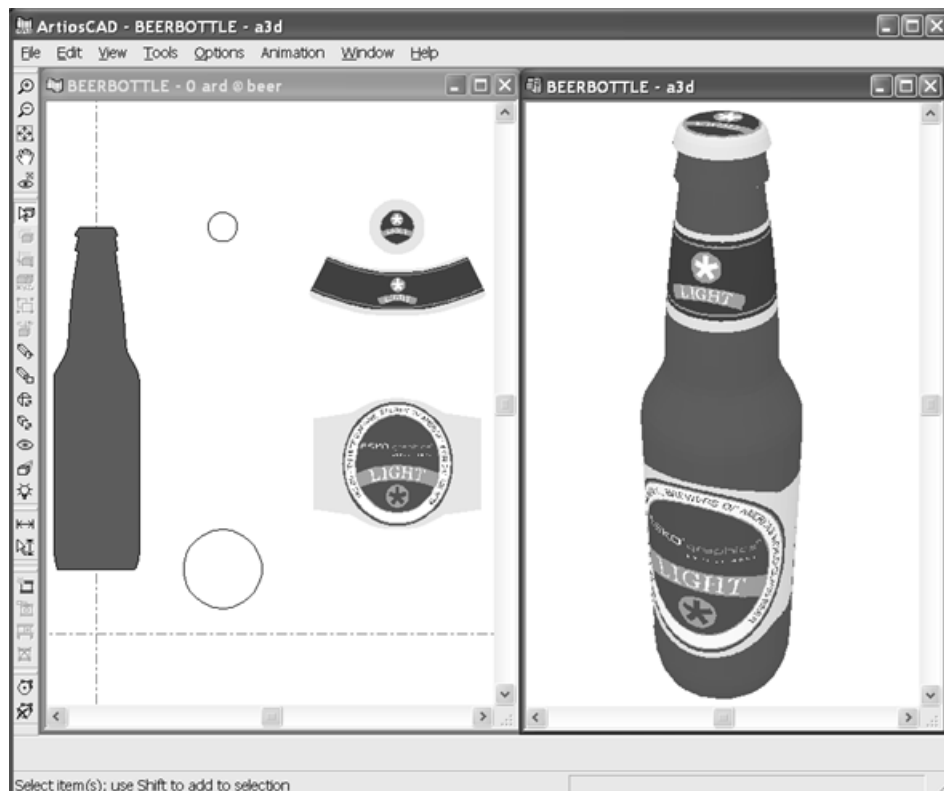 ArtiosCAD - BEERBOTTLE - a3d
File Edit View Tools Options Animation Window Help
BEERBOTTLE - 0 ard ® beer
BEERBOTTLE - a3d
LIGHT
LIGHT
LIGHT
graphics
LIGHT
Select item(s); use Shift to add to selection